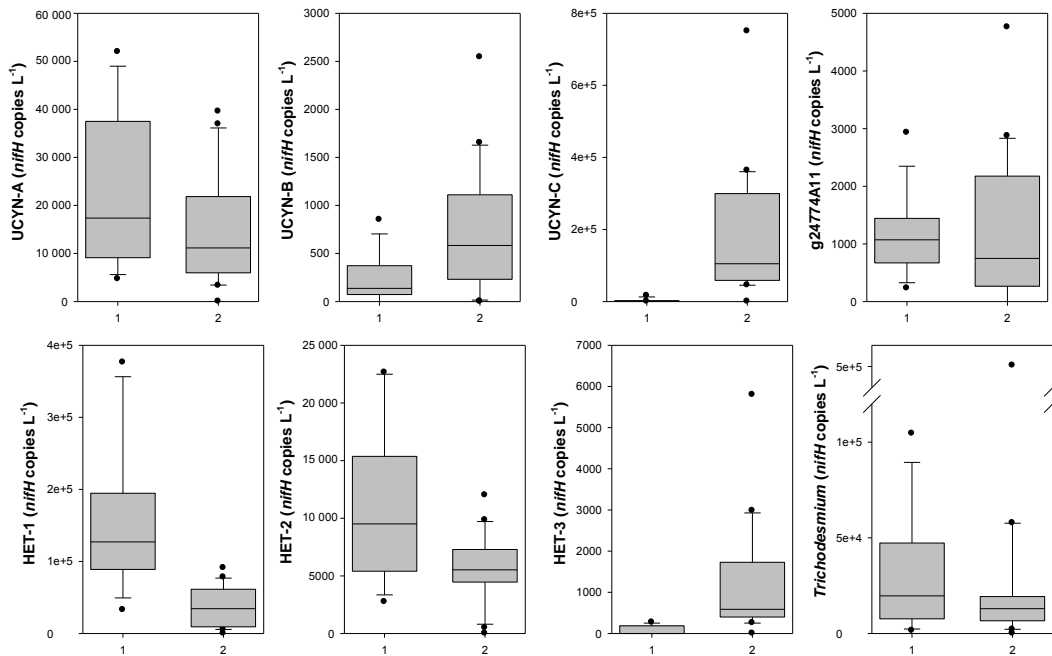 UCYN-A (nifH copies L⁻¹)
60 000
50 000
40 000
30 000
20 000
10 000
0
1
2
UCYN-B (nifH copies L⁻¹)
3000
2500
2000
1500
1000
500
0
1
2
UCYN-C (nifH copies L⁻¹)
8e+5
6e+5
4e+5
2e+5
0
1
2
g24774A11 (nifH copies L⁻¹)
5000
4000
3000
2000
1000
0
1
2
HET-1 (nifH copies L⁻¹)
4e+5
3e+5
2e+5
1e+5
0
1
2
HET-2 (nifH copies L⁻¹)
25 000
20 000
15 000
10 000
5000
0
1
2
HET-3 (nifH copies L⁻¹)
7000
6000
5000
4000
3000
2000
1000
0
1
2
Trichodesmium (nifH copies L⁻¹)
5e+5
1e+5
5e+4
0
1
2